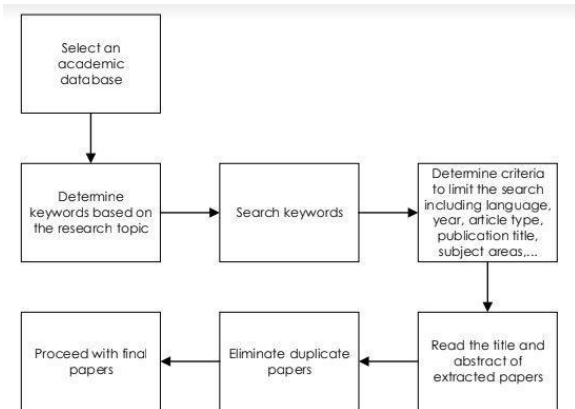 Select an
academic
database
Determine
keywords based on
the research topic
Search keywords
Determine criteria
to limit the search
including language,
year, article type,
publication title,
subject areas,...
Read the title and
abstract of
extracted papers
Eliminate duplicate
papers
Proceed with final
papers